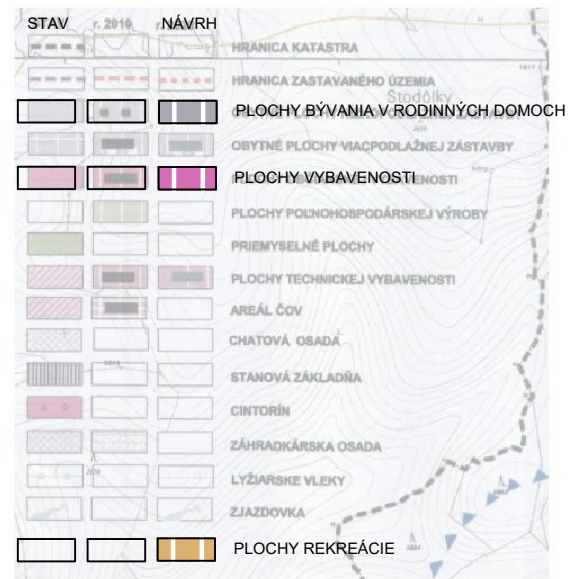 STAV r. 2010 NÁVRH
HRANICA KATASTRA
HRANICA ZASTAVANÉHO ÚZEMIA
Stodôlky
PLOCHY BÝVANIA V RODINNÝCH DOMOCH
OBYTNÉ PLOCHY VIACPODLAŽNEJ ZÁSTAVBY
PLOCHY VYBAVENOSTI
PLOCHY POĽNOHOSPODÁRSKEJ VÝROBY
PRIEMYSELNÉ PLOCHY
PLOCHY TECHNICKEJ VYBAVENOSTI
AREÁL ČOV
CHATOVÁ OSADA
STANOVÁ ZÁKLADŇA
CINTORÍN
ZÁHRADKÁRSKA OSADA
LYŽIARSKE VLEKY
ZJAZDOVKA
PLOCHY REKREÁCIE